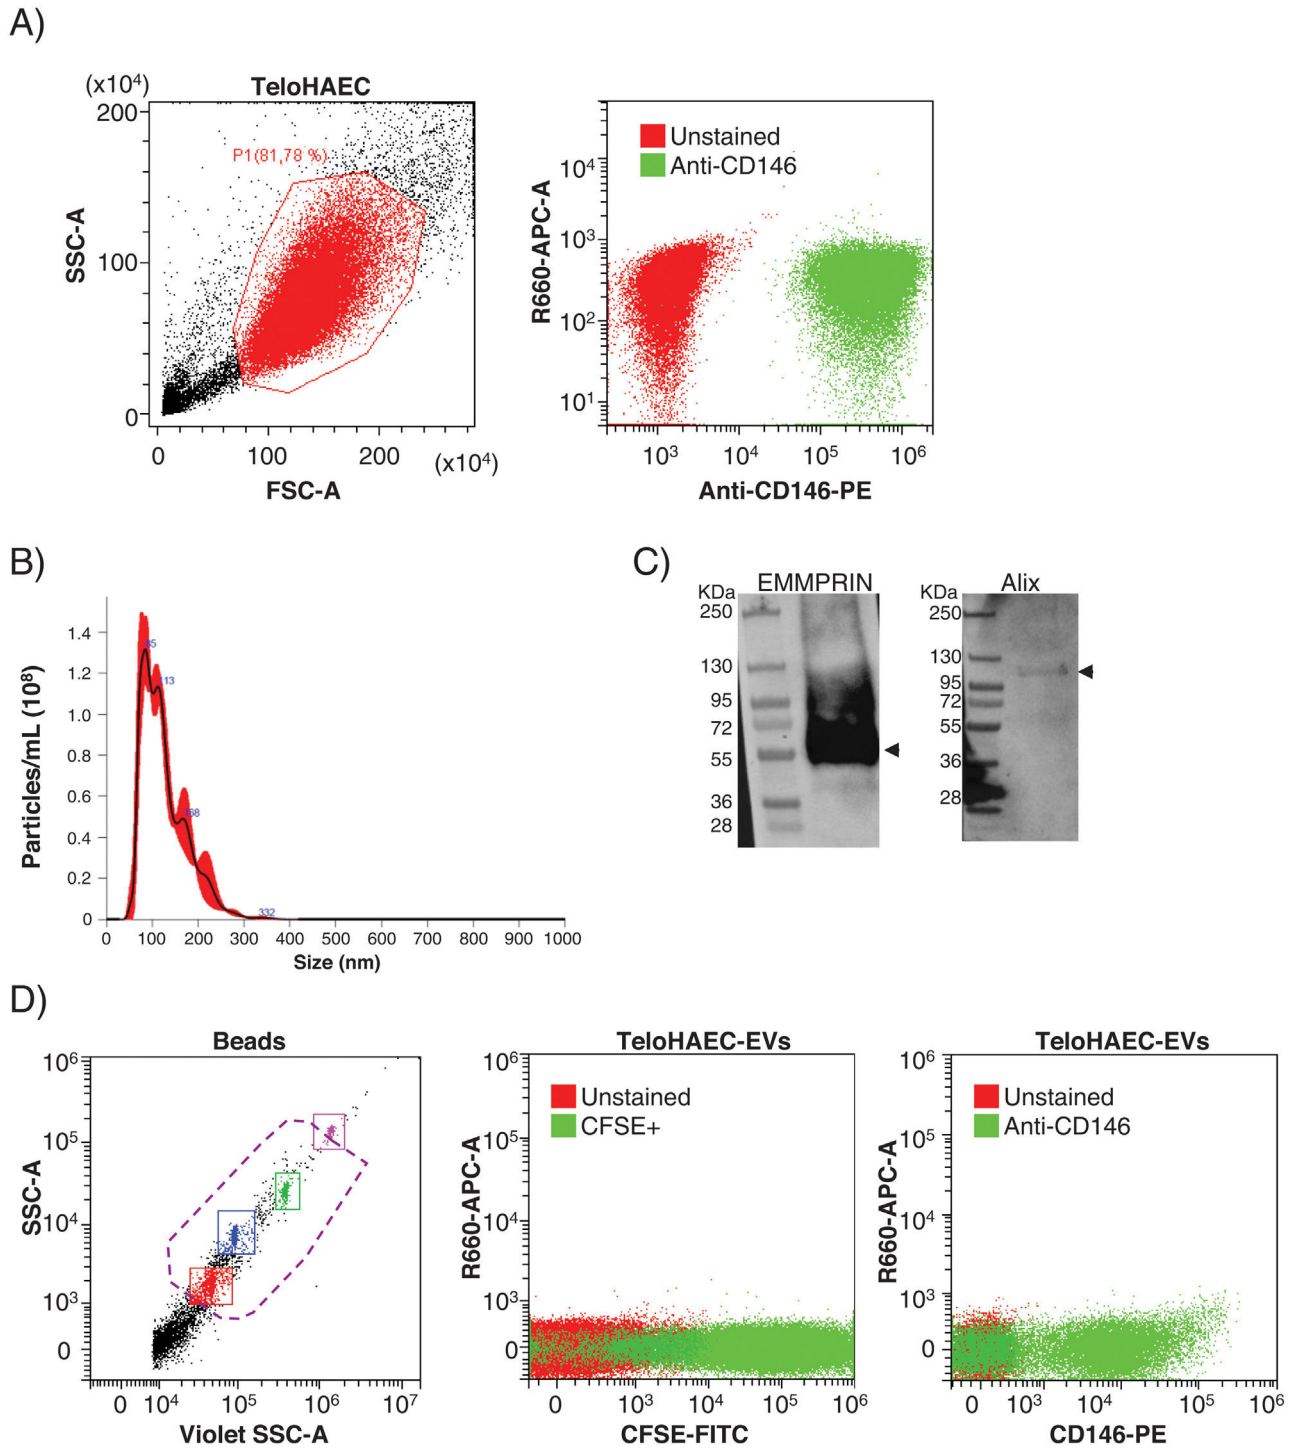 A)
(x10⁴)
TeloHAEC
200
100
0
P1(81,78 %)
SSC-A
0 100 200 (x10⁴)
FSC-A
Unstained
Anti-CD146
10⁴
10³
10²
10¹
R660-APC-A
10³ 10⁴ 10⁵ 10⁶
Anti-CD146-PE
B)
1.4
1.2
1.0
0.8
0.6
0.4
0.2
0
85
113
168
332
Particles/mL (10⁸)
0 100 200 300 400 500 600 700 800 900 1000
Size (nm)
C)
KDa
EMMPRIN
250
130
95
72
55
36
28
KDa
Alix
250
130
95
72
55
36
28
D)
Beads
10⁶
10⁵
10⁴
10³
0
SSC-A
0 10⁴ 10⁵ 10⁶ 10⁷
Violet SSC-A
TeloHAEC-EVs
Unstained
CFSE+
10⁶
10⁵
10⁴
10³
0
R660-APC-A
0 10³ 10⁴ 10⁵ 10⁶
CFSE-FITC
TeloHAEC-EVs
Unstained
Anti-CD146
10⁶
10⁵
10⁴
10³
0
R660-APC-A
0 10³ 10⁴ 10⁵ 10⁶
CD146-PE